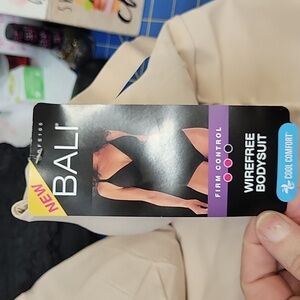 NEW
BALI
FIRM CONTROL
WIREFREE
BODYSUIT
COOL COMFORT